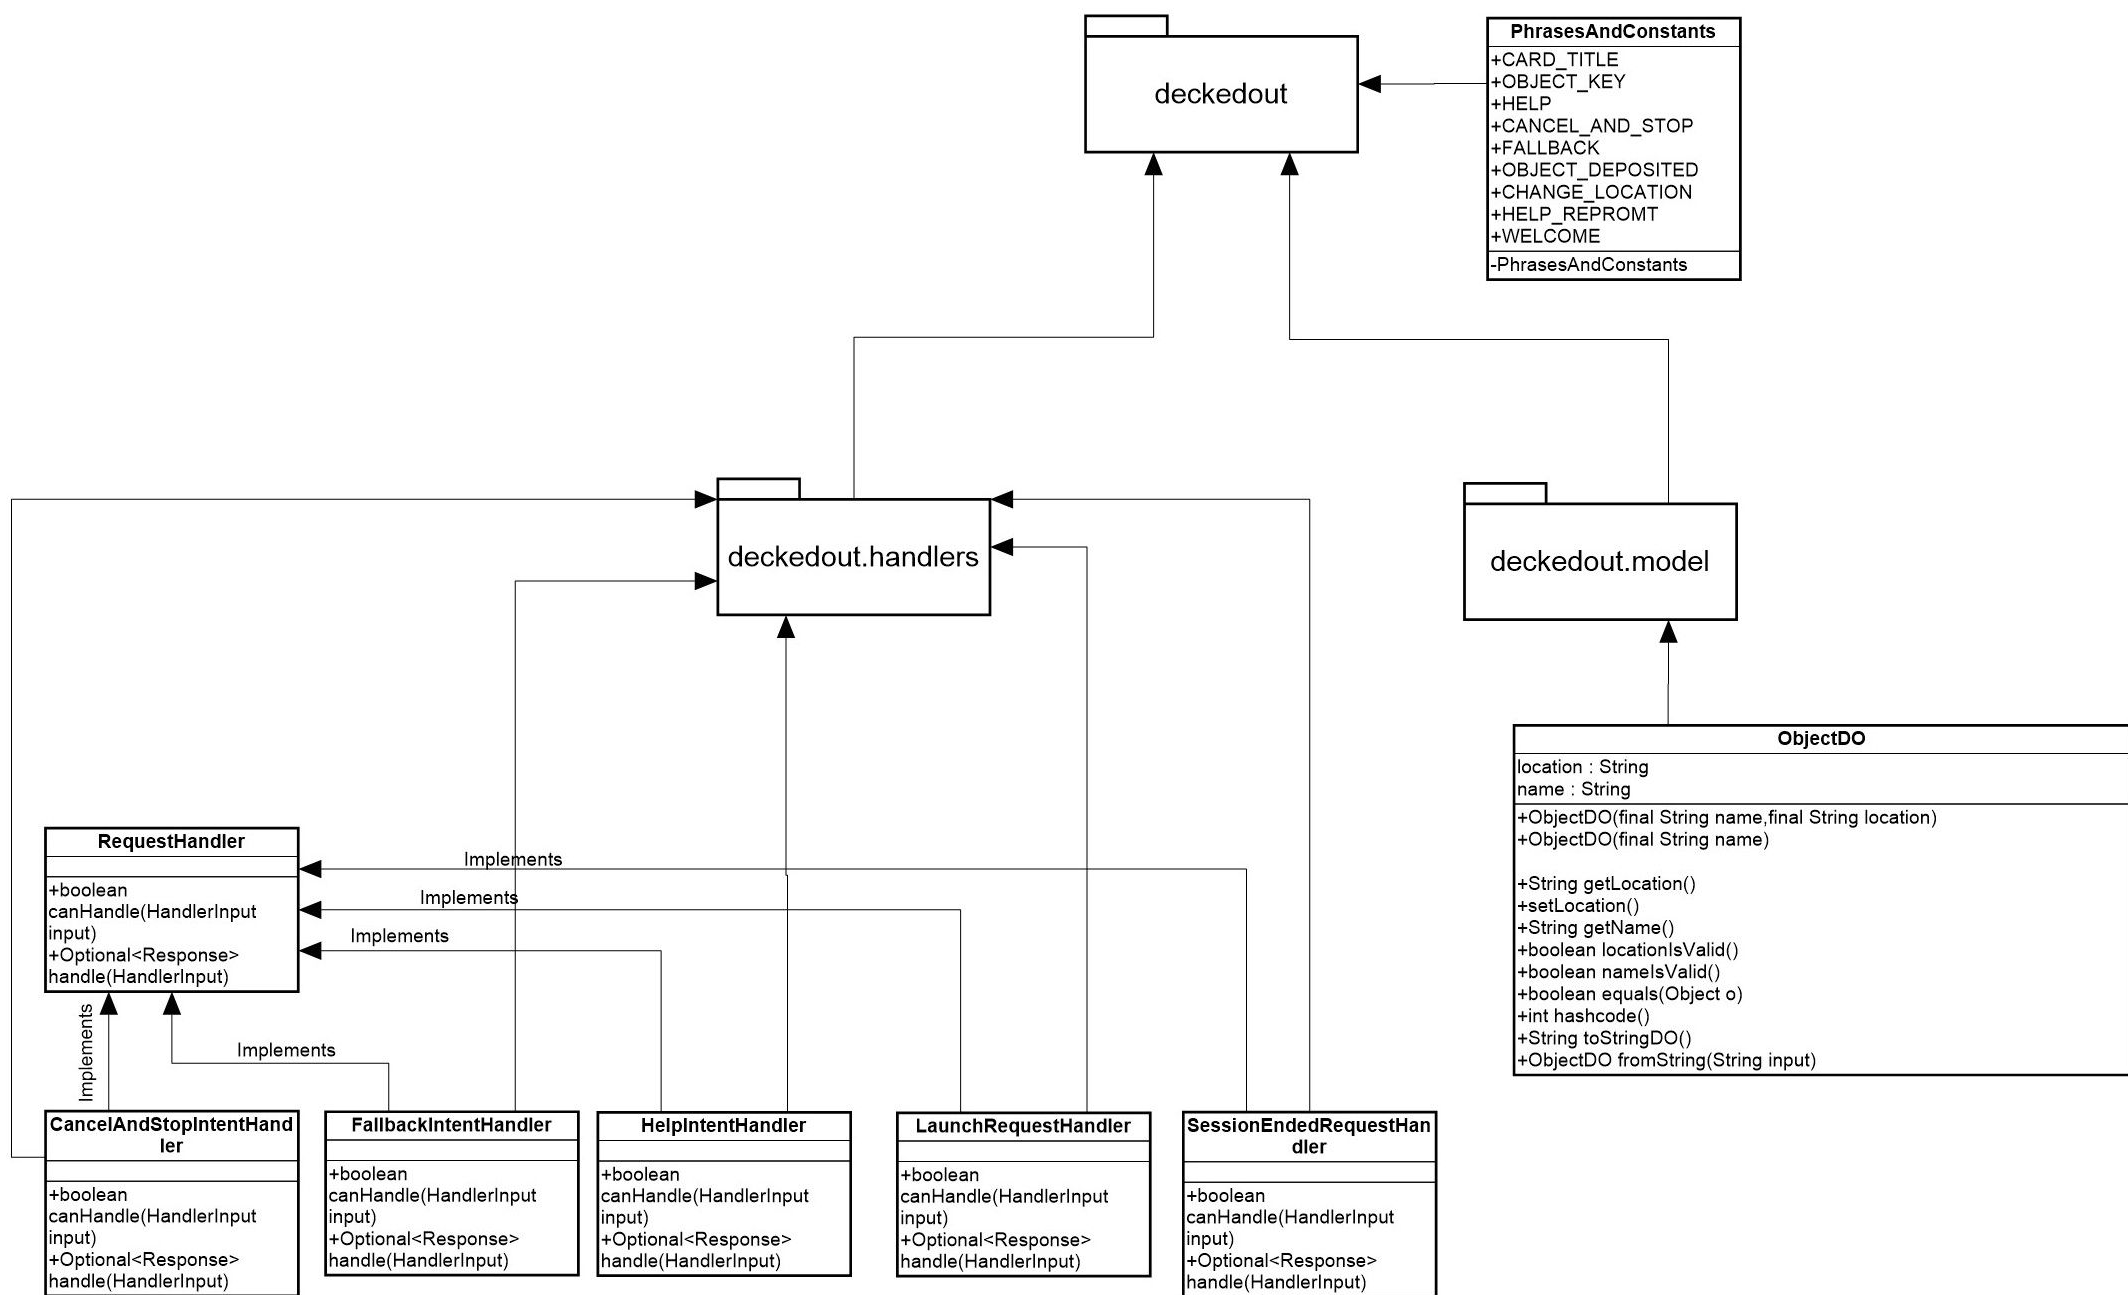 deckedout
PhrasesAndConstants
+CARD_TITLE
+OBJECT_KEY
+HELP
+CANCEL_AND_STOP
+FALLBACK
+OBJECT_DEPOSITED
+CHANGE_LOCATION
+HELP_REPROMT
+WELCOME
-PhrasesAndConstants
deckedout.handlers
deckedout.model
ObjectDO
location : String
name : String
+ObjectDO(final String name,final String location)
+ObjectDO(final String name)
+String getLocation()
+setLocation()
+String getName()
+boolean locationIsValid()
+boolean nameIsValid()
+boolean equals(Object o)
+int hashcode()
+String toStringDO()
+ObjectDO fromString(String input)
RequestHandler
+boolean
canHandle(HandlerInput
input)
+Optional<Response>
handle(HandlerInput)
Implements
Implements
Implements
Implements
Implements
CancelAndStopIntentHand
ler
+boolean
canHandle(HandlerInput
input)
+Optional<Response>
handle(HandlerInput)
FallbackIntentHandler
+boolean
canHandle(HandlerInput
input)
+Optional<Response>
handle(HandlerInput)
HelpIntentHandler
+boolean
canHandle(HandlerInput
input)
+Optional<Response>
handle(HandlerInput)
LaunchRequestHandler
+boolean
canHandle(HandlerInput
input)
+Optional<Response>
handle(HandlerInput)
SessionEndedRequestHan
dler
+boolean
canHandle(HandlerInput
input)
+Optional<Response>
handle(HandlerInput)